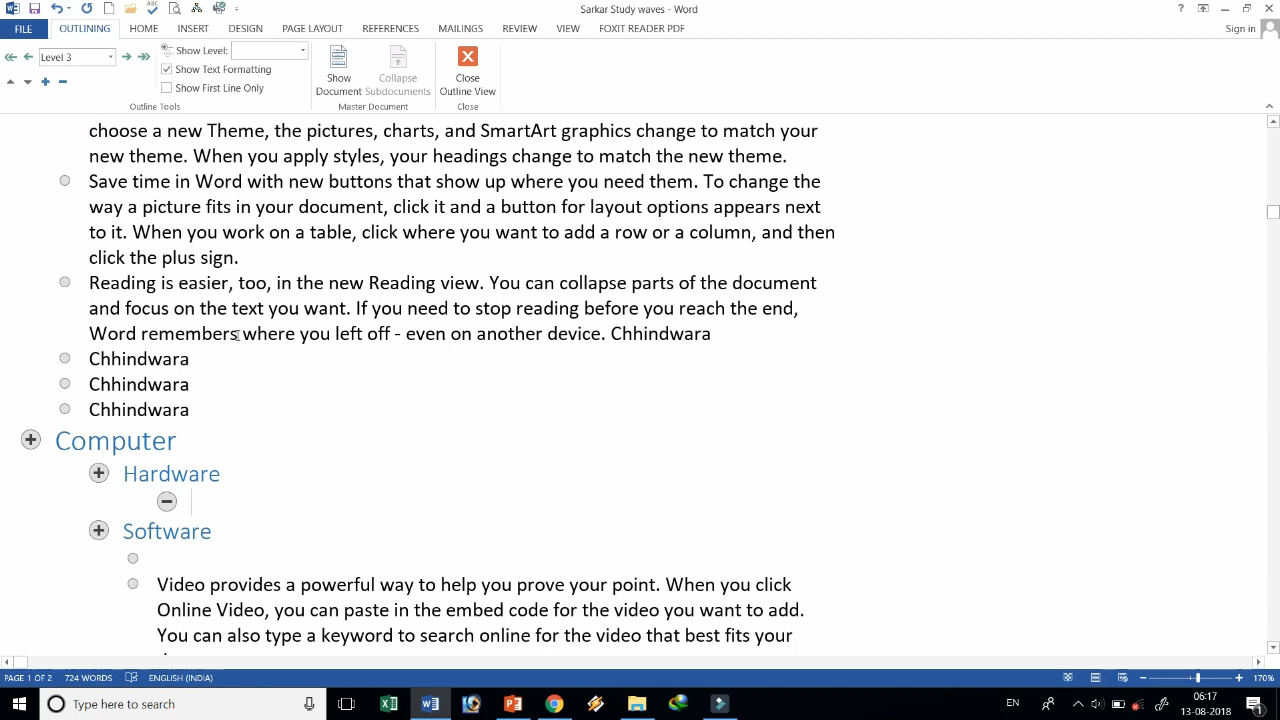 Sarkar Study waves - Word
FILE OUTLINING HOME INSERT DESIGN PAGE LAYOUT REFERENCES MAILINGS REVIEW VIEW FOXIT READER PDF Sign in
Level 3
Show Level:
Show Text Formatting
Show First Line Only
Outline Tools
Show Document
Collapse Subdocuments
Master Document
Close Outline View
Close
choose a new Theme, the pictures, charts, and SmartArt graphics change to match your
new theme. When you apply styles, your headings change to match the new theme.
Save time in Word with new buttons that show up where you need them. To change the
way a picture fits in your document, click it and a button for layout options appears next
to it. When you work on a table, click where you want to add a row or a column, and then
click the plus sign.
Reading is easier, too, in the new Reading view. You can collapse parts of the document
and focus on the text you want. If you need to stop reading before you reach the end,
Word remembers where you left off - even on another device. Chhindwara
Chhindwara
Chhindwara
Chhindwara
Computer
Hardware
Software
Video provides a powerful way to help you prove your point. When you click
Online Video, you can paste in the embed code for the video you want to add.
You can also type a keyword to search online for the video that best fits your
PAGE 1 OF 2 724 WORDS ENGLISH (INDIA) 170%
Type here to search
EN
06:17
13-08-2018